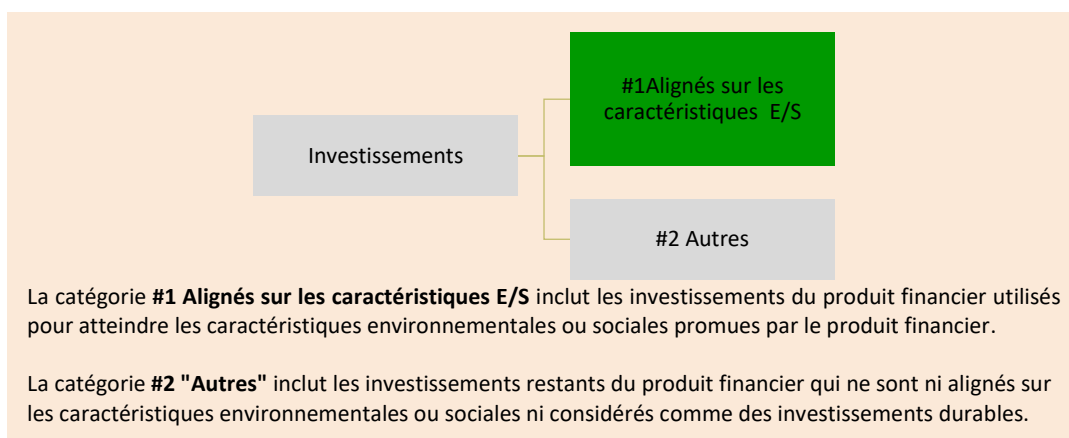 #1Alignés sur les
caractéristiques E/S
Investissements
#2 Autres
La catégorie #1 Alignés sur les caractéristiques E/S inclut les investissements du produit financier utilisés
pour atteindre les caractéristiques environnementales ou sociales promues par le produit financier.
La catégorie #2 "Autres" inclut les investissements restants du produit financier qui ne sont ni alignés sur
les caractéristiques environnementales ou sociales ni considérés comme des investissements durables.